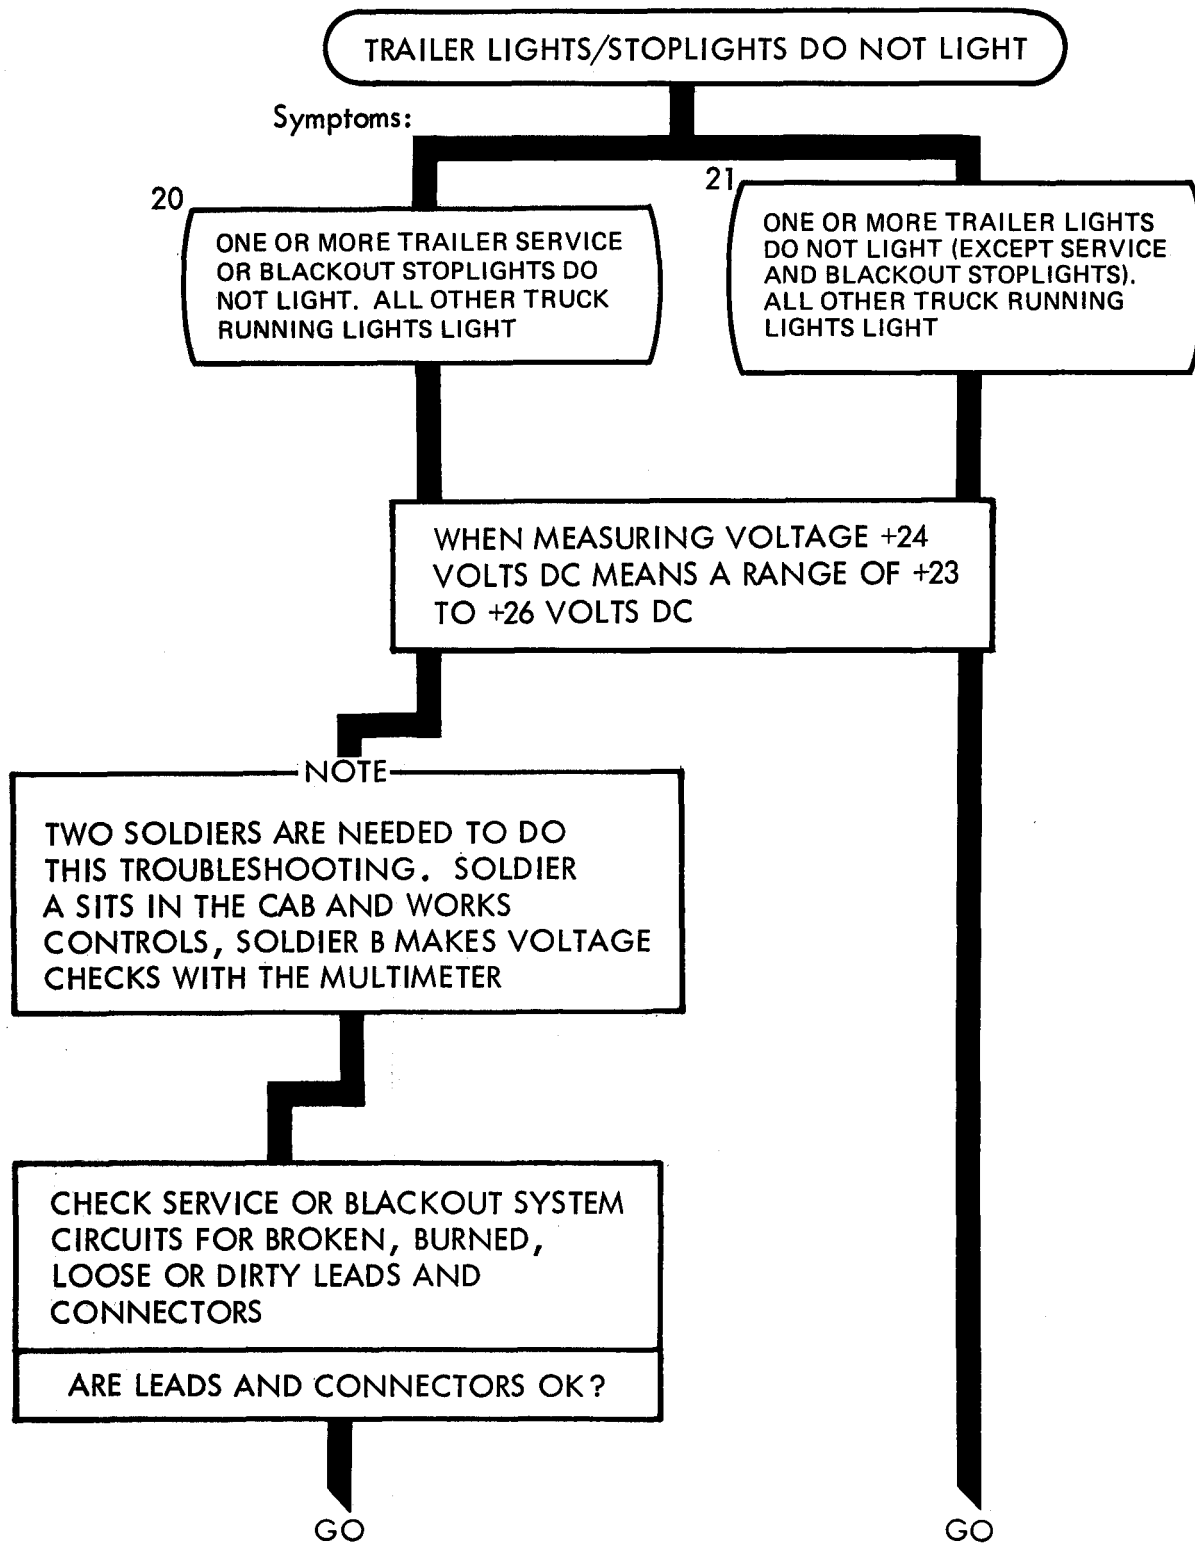 TRAILER LIGHTS/STOPLIGHTS DO NOT LIGHT
Symptoms:
20
ONE OR MORE TRAILER SERVICE
OR BLACKOUT STOPLIGHTS DO
NOT LIGHT. ALL OTHER TRUCK
RUNNING LIGHTS LIGHT
21
ONE OR MORE TRAILER LIGHTS
DO NOT LIGHT (EXCEPT SERVICE
AND BLACKOUT STOPLIGHTS).
ALL OTHER TRUCK RUNNING
LIGHTS LIGHT
WHEN MEASURING VOLTAGE +24
VOLTS DC MEANS A RANGE OF +23
TO +26 VOLTS DC
NOTE
TWO SOLDIERS ARE NEEDED TO DO
THIS TROUBLESHOOTING. SOLDIER
A SITS IN THE CAB AND WORKS
CONTROLS, SOLDIER B MAKES VOLTAGE
CHECKS WITH THE MULTIMETER
CHECK SERVICE OR BLACKOUT SYSTEM
CIRCUITS FOR BROKEN, BURNED,
LOOSE OR DIRTY LEADS AND
CONNECTORS
ARE LEADS AND CONNECTORS OK?
GO
GO